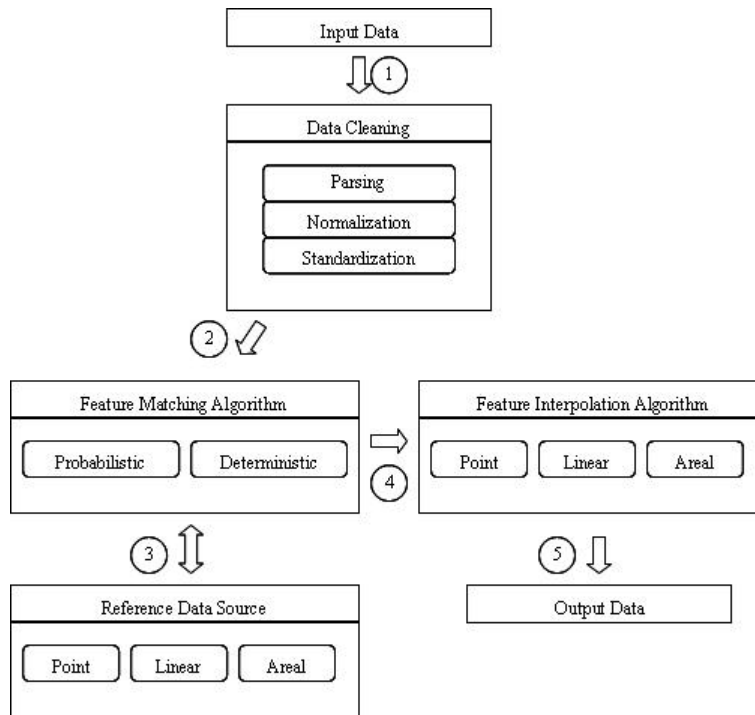 Input Data
1
Data Cleaning
Parsing
Normalization
Standardization
2
Feature Matching Algorithm
Probabilistic Deterministic
4
Feature Interpolation Algorithm
Point Linear Areal
3
Reference Data Source
Point Linear Areal
5
Output Data